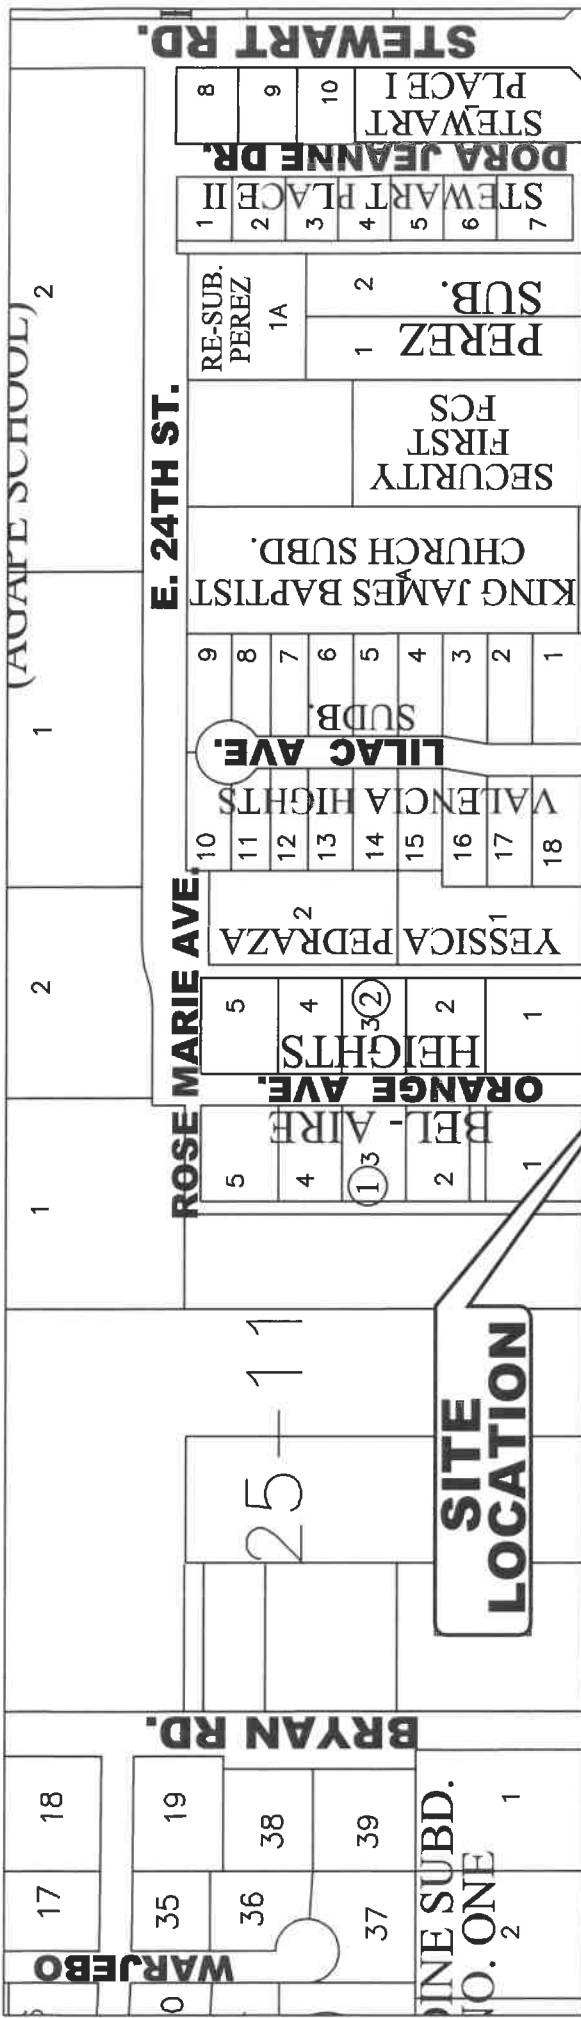 STEWART RD.
8
9
10
STEWART
PLACE I
1
DORA JEANNE DR.
STEWART PLACE II
1
2
3
4
5
6
7
(AGAPE SCHOOL)
2
RE-SUB.
PEREZ
1A
2
1
PEREZ
SUB.
E. 24TH ST.
SECURITY
FIRST
FCS
KING JAMES BAPTIST
CHURCH SUBD.
A
1
9
8
7
6
5
4
3
2
1
VALENCIA HIGHTS
SUDB.
LILAC AVE.
10
11
12
13
14
15
16
17
18
2
ROSE MARIE AVE.
YESSICA PEDRAZA
2
1
5
4
3
2
2
1
BEL - AIRE
HEIGHTS
ORANGE AVE.
5
4
3
1
2
1
1
25-11
SITE
LOCATION
BRYAN RD.
18
19
38
39
17
35
36
37
DINE SUBD.
NO. ONE
1
2
WARJEBO
0